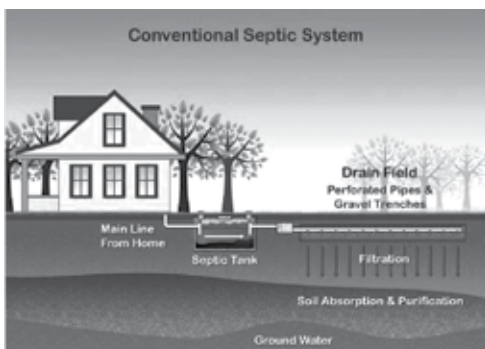 Conventional Septic System
Drain Field
Perforated Pipes &
Gravel Trenches
Main Line
From Home
Septic Tank
Filtration
Soil Absorption & Purification
Ground Water